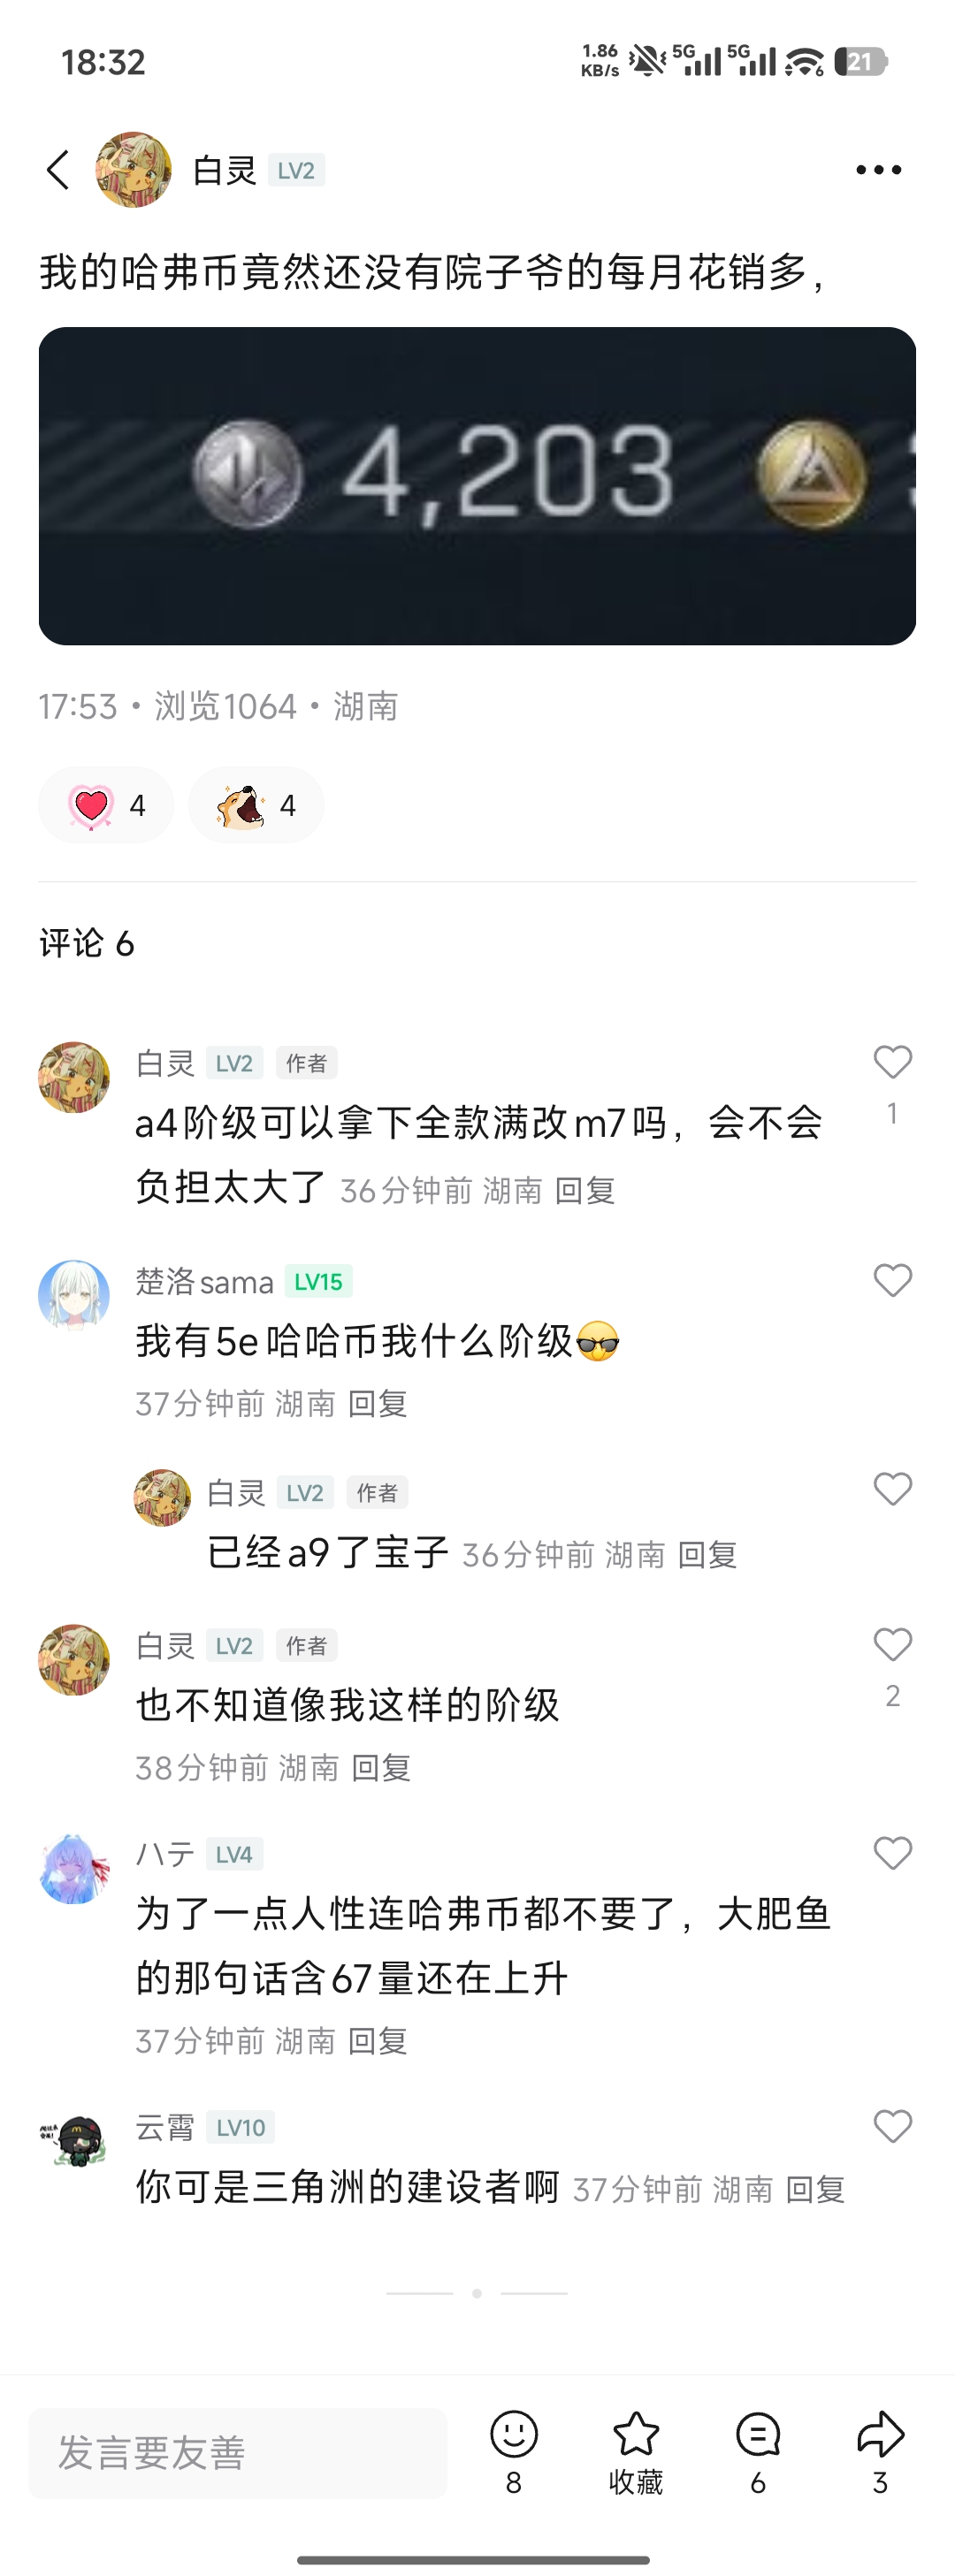 18:32
1.86
KB/s
5G
5G
6
21
白灵 LV2
我的哈弗币竟然还没有院子爷的每月花销多，
4,203
17:53 • 浏览1064 • 湖南
4
4
评论 6
白灵 LV2 作者
a4阶级可以拿下全款满改m7吗，会不会
负担太大了 36分钟前 湖南 回复
1
楚洛sama LV15
我有5e哈哈币我什么阶级
37分钟前 湖南 回复
白灵 LV2 作者
已经a9了宝子 36分钟前 湖南 回复
白灵 LV2 作者
也不知道像我这样的阶级
2
38分钟前 湖南 回复
ハテ LV4
为了一点人性连哈弗币都不要了，大肥鱼
的那句话含67量还在上升
37分钟前 湖南 回复
云霄 LV10
你可是三角洲的建设者啊 37分钟前 湖南 回复
发言要友善
8
收藏
6
3